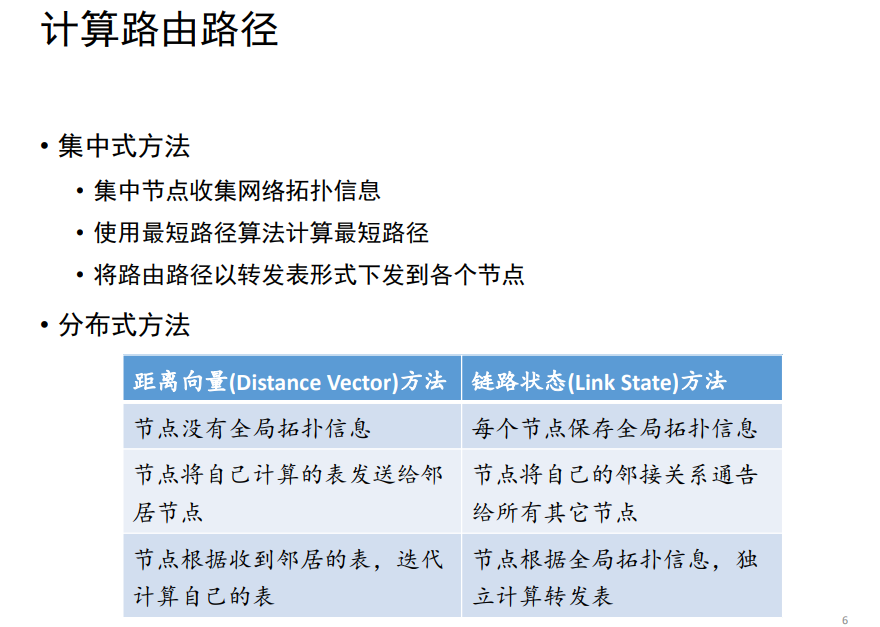 计算路由路径
• 集中式方法
• 集中节点收集网络拓扑信息
• 使用最短路径算法计算最短路径
• 将路由路径以转发表形式下发到各个节点
• 分布式方法
距离向量(Distance Vector)方法
链路状态(Link State)方法
节点没有全局拓扑信息
每个节点保存全局拓扑信息
节点将自己计算的表发送给邻
居节点
节点将自己的邻接关系通告
给所有其它节点
节点根据收到邻居的表，迭代
计算自己的表
节点根据全局拓扑信息，独
立计算转发表
6